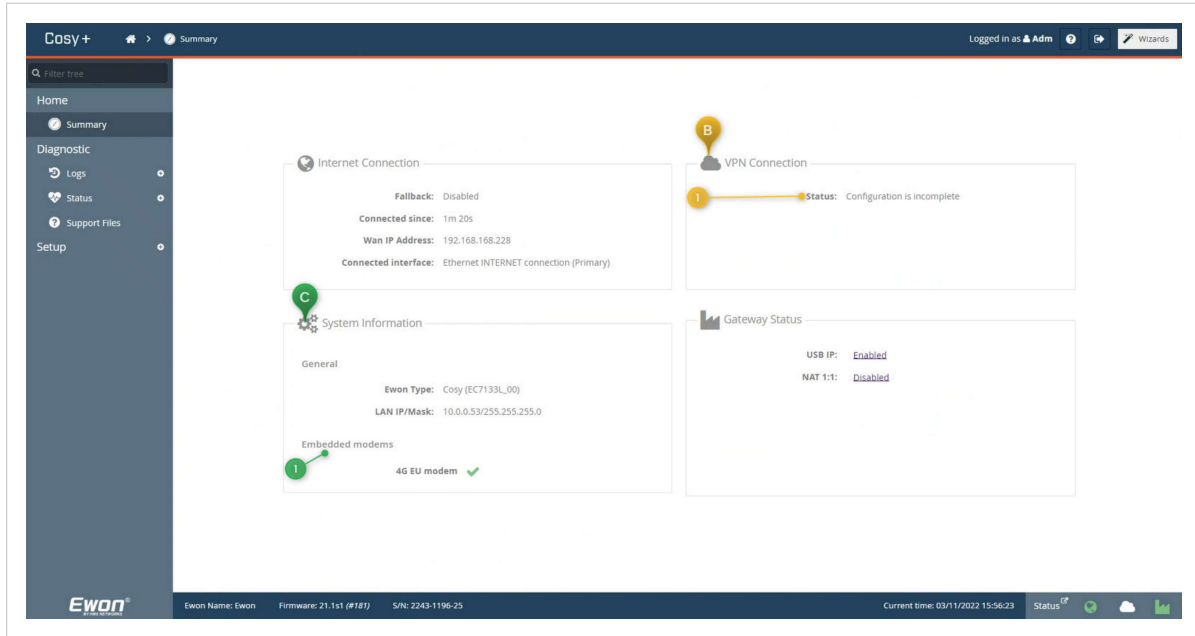 Cosy+ > Summary Logged in as Adm Wizards
Filter tree
Home
Summary
Diagnostic
Logs
Status
Support Files
Setup
B
Internet Connection
Fallback: Disabled
Connected since: 1m 20s
Wan IP Address: 192.168.168.228
Connected interface: Ethernet INTERNET connection (Primary)
VPN Connection
1 Status: Configuration is incomplete
C
System Information
General
Ewon Type: Cosy (EC7133L_00)
LAN IP/Mask: 10.0.0.53/255.255.255.0
Embedded modems
1
4G EU modem
Gateway Status
USB IP: Enabled
NAT 1:1: Disabled
Ewon®
BY HMS NETWORKS
Ewon Name: Ewon Firmware: 21.1s1 (#181) S/N: 2243-1196-25 Current time: 03/11/2022 15:56:23 Status